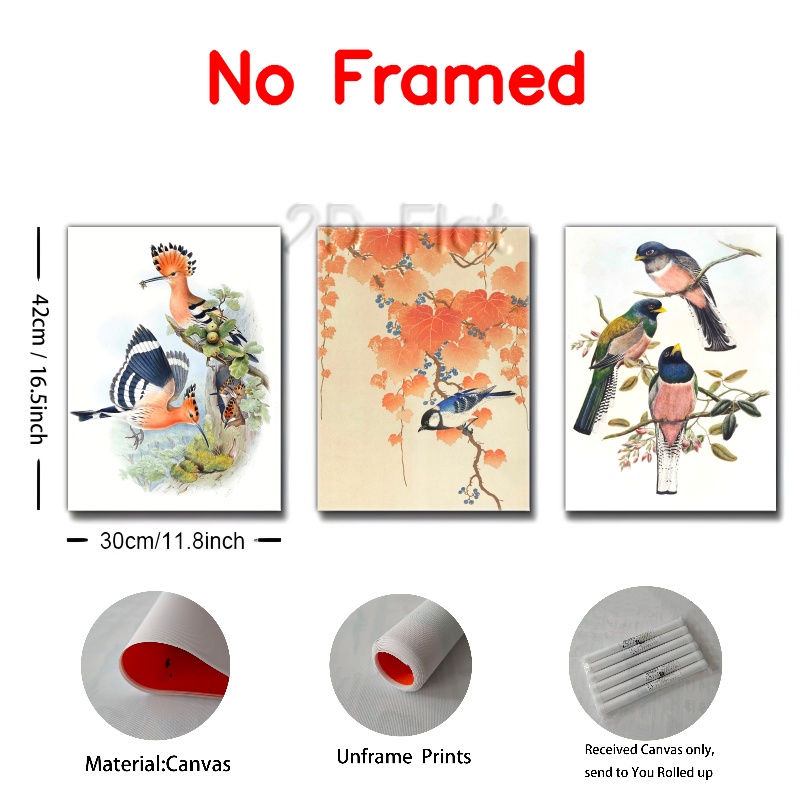 No Framed
2D Flat.
42cm / 16.5inch
30cm/11.8inch
Material:Canvas
Unframe Prints
Received Canvas only,
send to You Rolled up